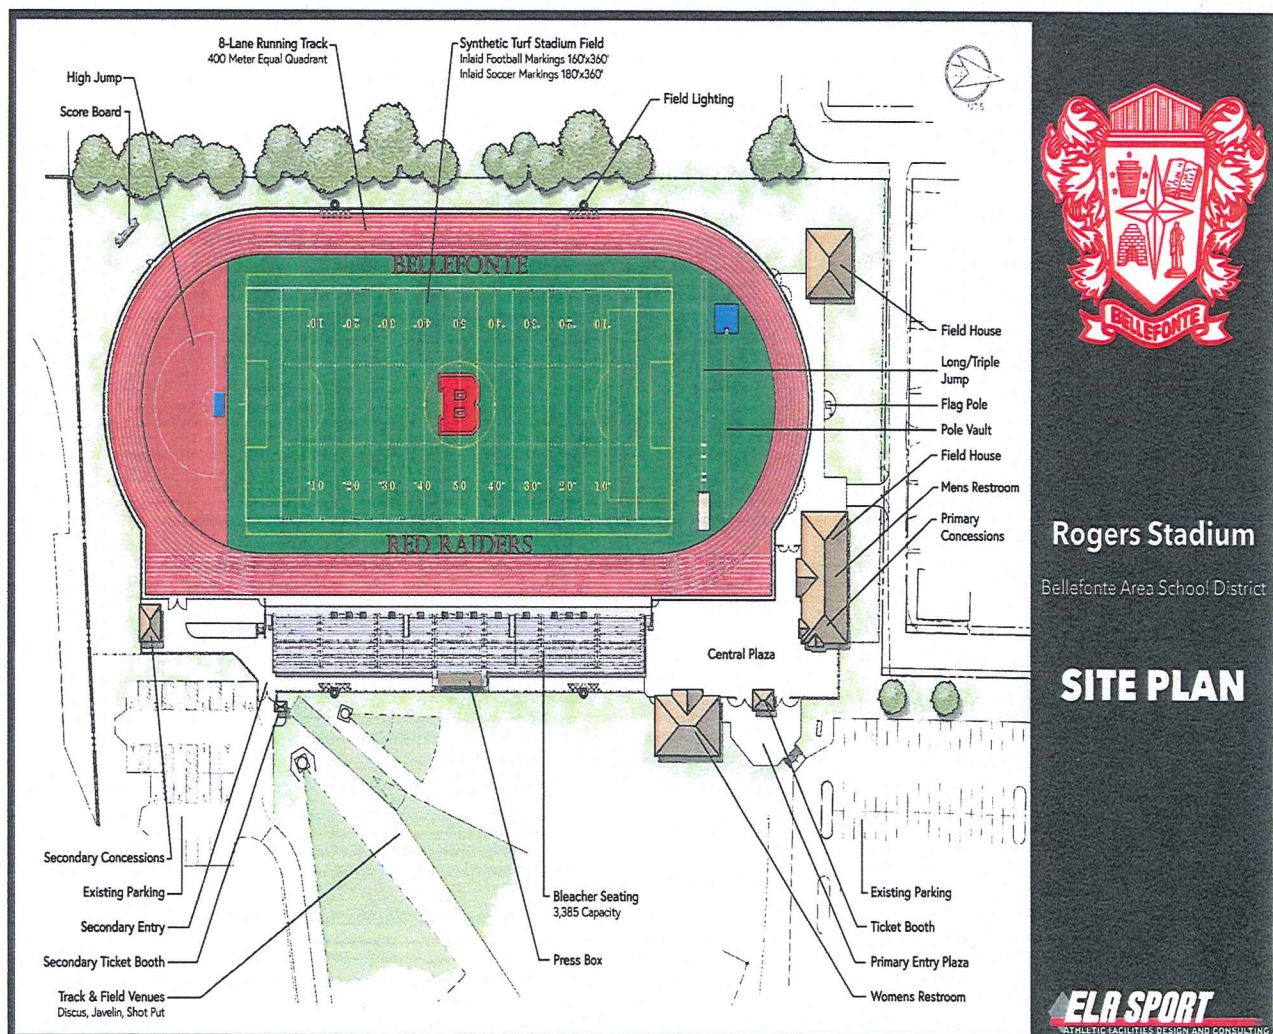 8-Lane Running Track
400 Meter Equal Quadrant
Synthetic Turf Stadium Field
Inlaid Football Markings 160'x360'
Inlaid Soccer Markings 180'x360'
High Jump
Score Board
Field Lighting
NTS
BELLEFONTE
10 20 30 40 50 40 30 20 10
B
10 20 30 40 50 40 30 20 10
RED RAIDERS
Field House
Long/Triple
Jump
Flag Pole
Pole Vault
Field House
Mens Restroom
Primary
Concessions
Central Plaza
Secondary Concessions
Existing Parking
Secondary Entry
Secondary Ticket Booth
Track & Field Venues
Discus, Javelin, Shot Put
Bleacher Seating
3,385 Capacity
Press Box
Existing Parking
Ticket Booth
Primary Entry Plaza
Womens Restroom
BELLEFONTE
Rogers Stadium
Bellefonte Area School District
SITE PLAN
ELA SPORT
ATHLETIC FACILITIES DESIGN AND CONSULTING